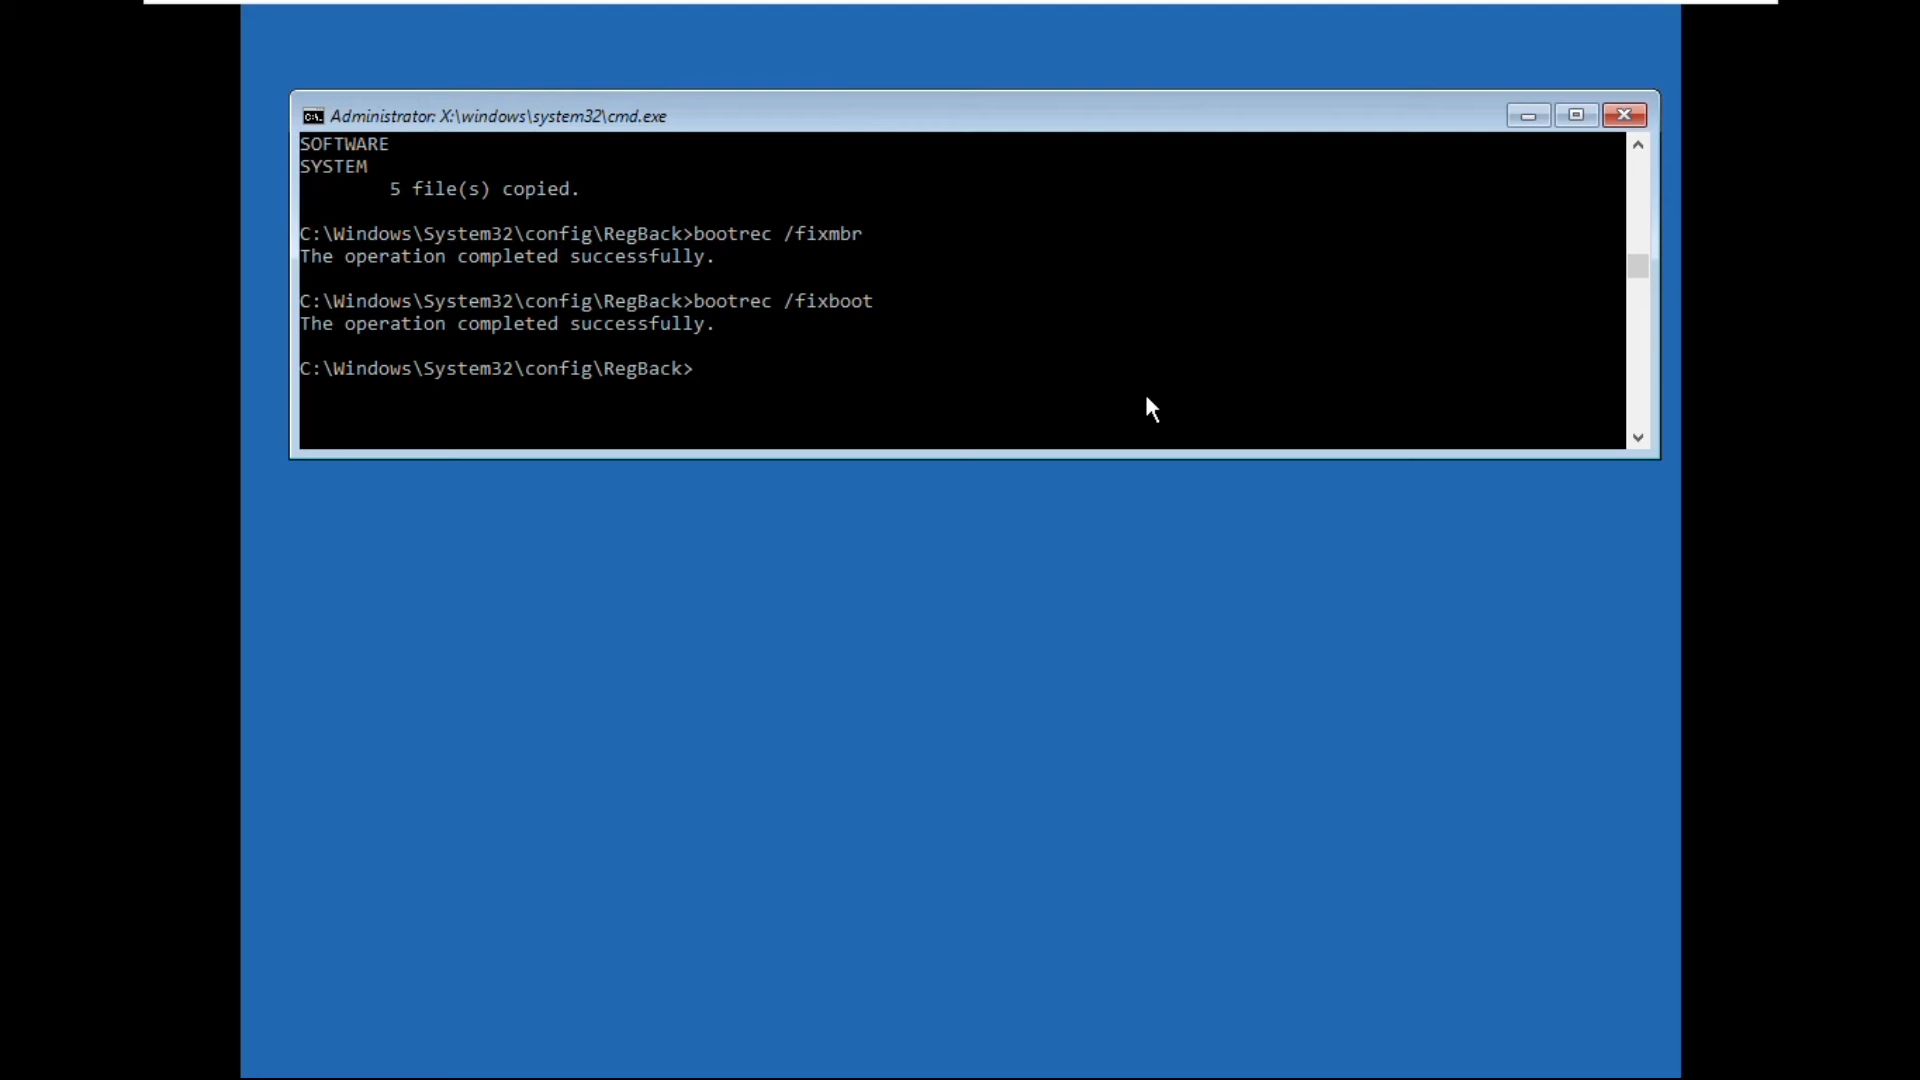 Administrator: X:\windows\system32\cmd.exe
SOFTWARE
SYSTEM
        5 file(s) copied.
C:\Windows\System32\config\RegBack>bootrec /fixmbr
The operation completed successfully.
C:\Windows\System32\config\RegBack>bootrec /fixboot
The operation completed successfully.
C:\Windows\System32\config\RegBack>